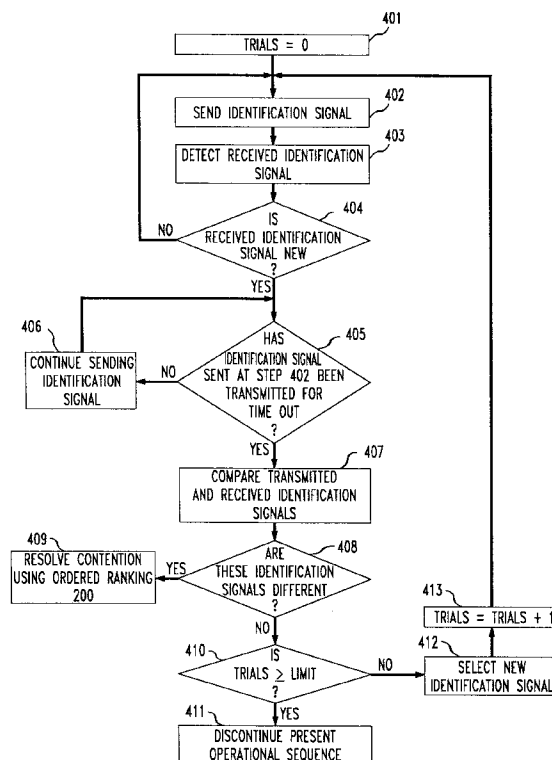 401
TRIALS = 0
402
SEND IDENTIFICATION SIGNAL
403
DETECT RECEIVED IDENTIFICATION
SIGNAL
404
IS
RECEIVED IDENTIFICATION
SIGNAL NEW
?
NO
YES
405
HAS
IDENTIFICATION SIGNAL
SENT AT STEP 402 BEEN
TRANSMITTED FOR
TIME OUT
?
406
CONTINUE SENDING
IDENTIFICATION
SIGNAL
NO
YES
407
COMPARE TRANSMITTED
AND RECEIVED IDENTIFICATION
SIGNALS
408
ARE
THESE IDENTIFICATION
SIGNALS DIFFERENT
?
409
RESOLVE CONTENTION
USING ORDERED RANKING
200
YES
NO
410
IS
TRIALS ≥ LIMIT
?
NO
YES
413
TRIALS = TRIALS + 1
412
SELECT NEW
IDENTIFICATION SIGNAL
411
DISCONTINUE PRESENT
OPERATIONAL SEQUENCE